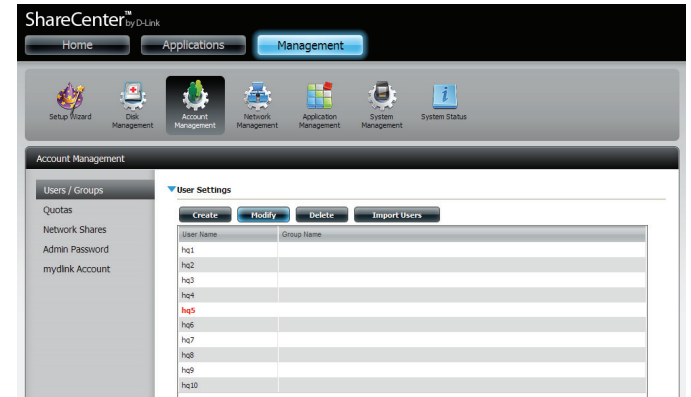 ShareCenter™ by D-Link
Home Applications Management
Setup Wizard Disk Management Account Management Network Management Application Management System Management System Status
Account Management
Users / Groups
Quotas
Network Shares
Admin Password
mydlink Account
User Settings
Create Modify Delete Import Users
User Name Group Name
hq1
hq2
hq3
hq4
hq5
hq6
hq7
hq8
hq9
hq10